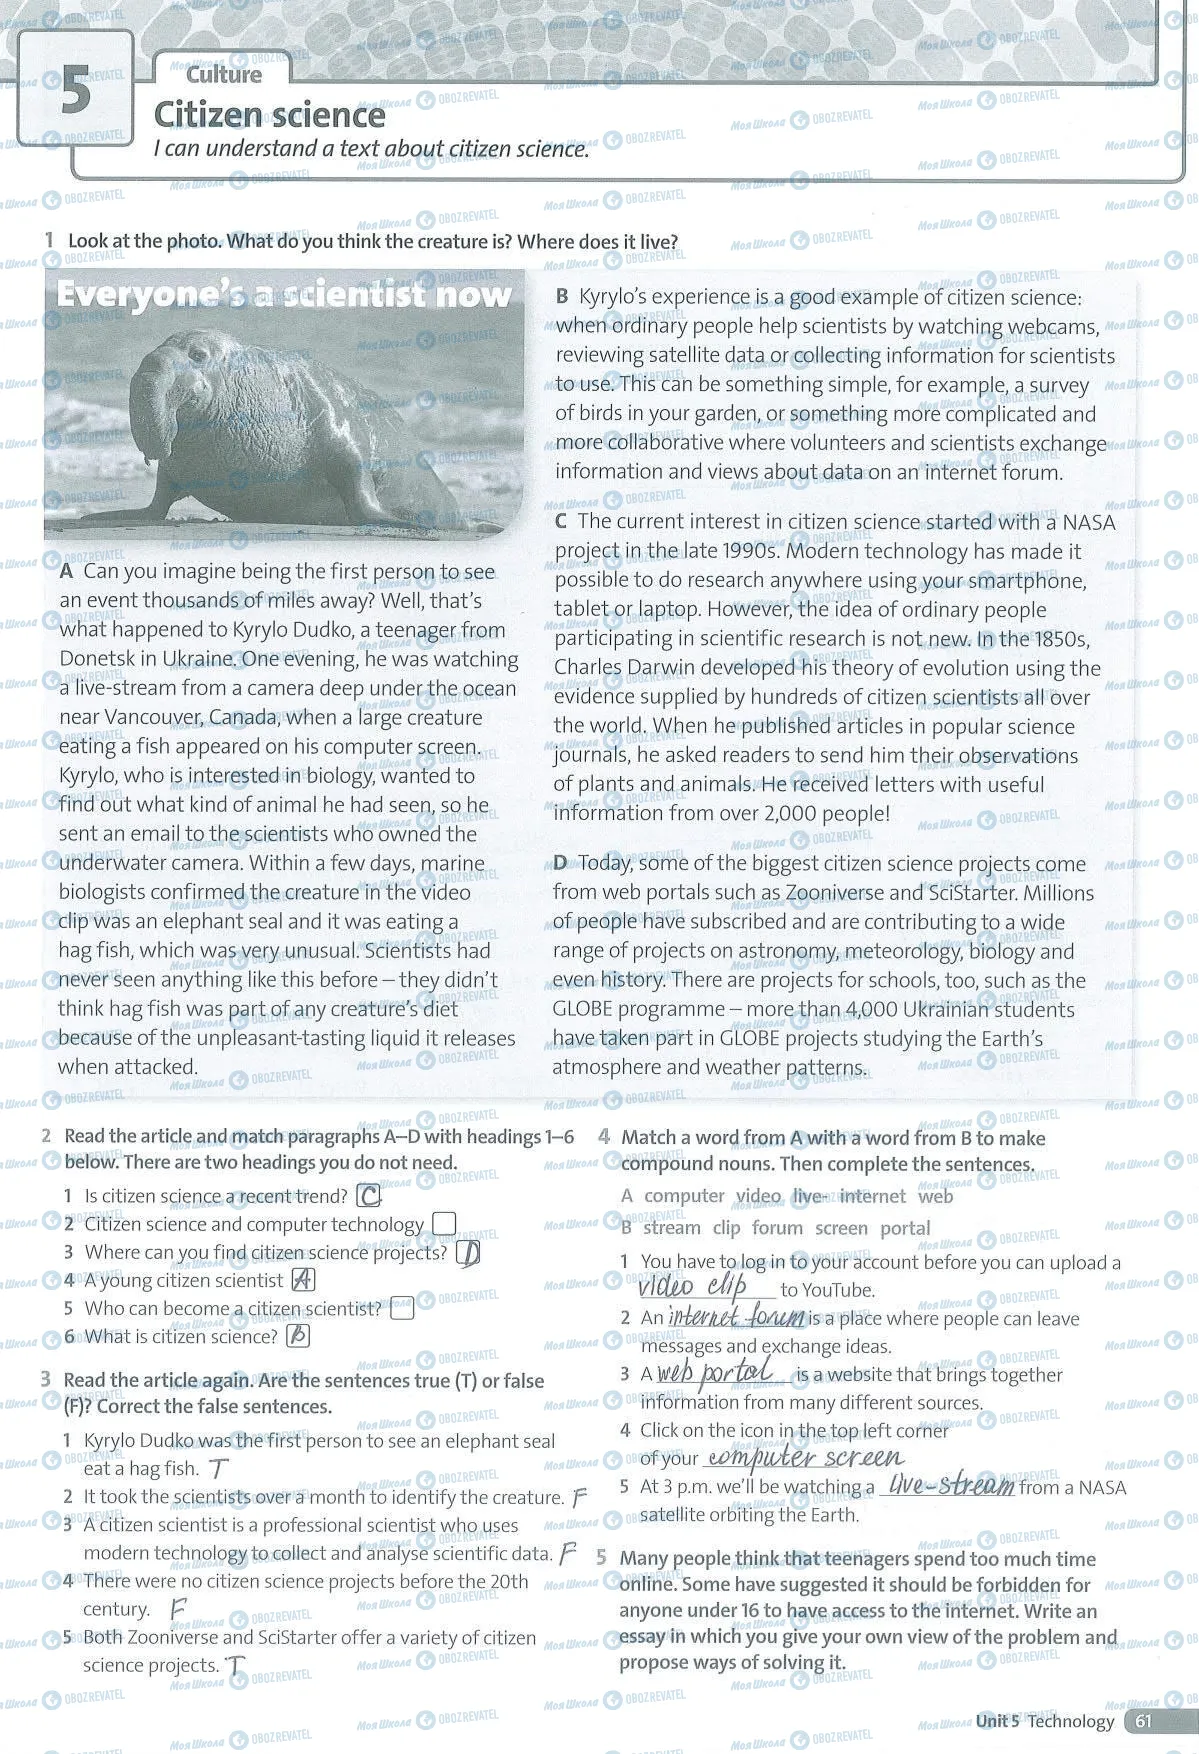 5
Culture
Citizen science
I can understand a text about citizen science.
1 Look at the photo. What do you think the creature is? Where does it live?
Everyone's a scientist now
A Can you imagine being the first person to see
an event thousands of miles away? Well, that's
what happened to Kyrylo Dudko, a teenager from
Donetsk in Ukraine. One evening, he was watching
a live-stream from a camera deep under the ocean
near Vancouver, Canada, when a large creature
eating a fish appeared on his computer screen.
Kyrylo, who is interested in biology, wanted to
find out what kind of animal he had seen, so he
sent an email to the scientists who owned the
underwater camera. Within a few days, marine
biologists confirmed the creature in the video
clip was an elephant seal and it was eating a
hag fish, which was very unusual. Scientists had
never seen anything like this before – they didn't
think hag fish was part of any creature's diet
because of the unpleasant-tasting liquid it releases
when attacked.
B Kyrylo's experience is a good example of citizen science:
when ordinary people help scientists by watching webcams,
reviewing satellite data or collecting information for scientists
to use. This can be something simple, for example, a survey
of birds in your garden, or something more complicated and
more collaborative where volunteers and scientists exchange
information and views about data on an internet forum.
C The current interest in citizen science started with a NASA
project in the late 1990s. Modern technology has made it
possible to do research anywhere using your smartphone,
tablet or laptop. However, the idea of ordinary people
participating in scientific research is not new. In the 1850s,
Charles Darwin developed his theory of evolution using the
evidence supplied by hundreds of citizen scientists all over
the world. When he published articles in popular science
journals, he asked readers to send him their observations
of plants and animals. He received letters with useful
information from over 2,000 people!
D Today, some of the biggest citizen science projects come
from web portals such as Zooniverse and SciStarter. Millions
of people have subscribed and are contributing to a wide
range of projects on astronomy, meteorology, biology and
even history. There are projects for schools, too, such as the
GLOBE programme – more than 4,000 Ukrainian students
have taken part in GLOBE projects studying the Earth's
atmosphere and weather patterns.
2 Read the article and match paragraphs A–D with headings 1–6
below. There are two headings you do not need.
1 Is citizen science a recent trend? C
2 Citizen science and computer technology
3 Where can you find citizen science projects? D
4 A young citizen scientist A
5 Who can become a citizen scientist?
6 What is citizen science? B
3 Read the article again. Are the sentences true (T) or false
(F)? Correct the false sentences.
1 Kyrylo Dudko was the first person to see an elephant seal
eat a hag fish. T
2 It took the scientists over a month to identify the creature. F
3 A citizen scientist is a professional scientist who uses
modern technology to collect and analyse scientific data. F
4 There were no citizen science projects before the 20th
century. F
5 Both Zooniverse and SciStarter offer a variety of citizen
science projects. T
4 Match a word from A with a word from B to make
compound nouns. Then complete the sentences.
A computer video live- internet web
B stream clip forum screen portal
1 You have to log in to your account before you can upload a
video clip to YouTube.
2 An internet forum is a place where people can leave
messages and exchange ideas.
3 A web portal is a website that brings together
information from many different sources.
4 Click on the icon in the top left corner
of your computer screen
5 At 3 p.m. we'll be watching a live-stream from a NASA
satellite orbiting the Earth.
5 Many people think that teenagers spend too much time
online. Some have suggested it should be forbidden for
anyone under 16 to have access to the internet. Write an
essay in which you give your own view of the problem and
propose ways of solving it.
Unit 5 Technology 61
Моя Школа OBOZREVATEL